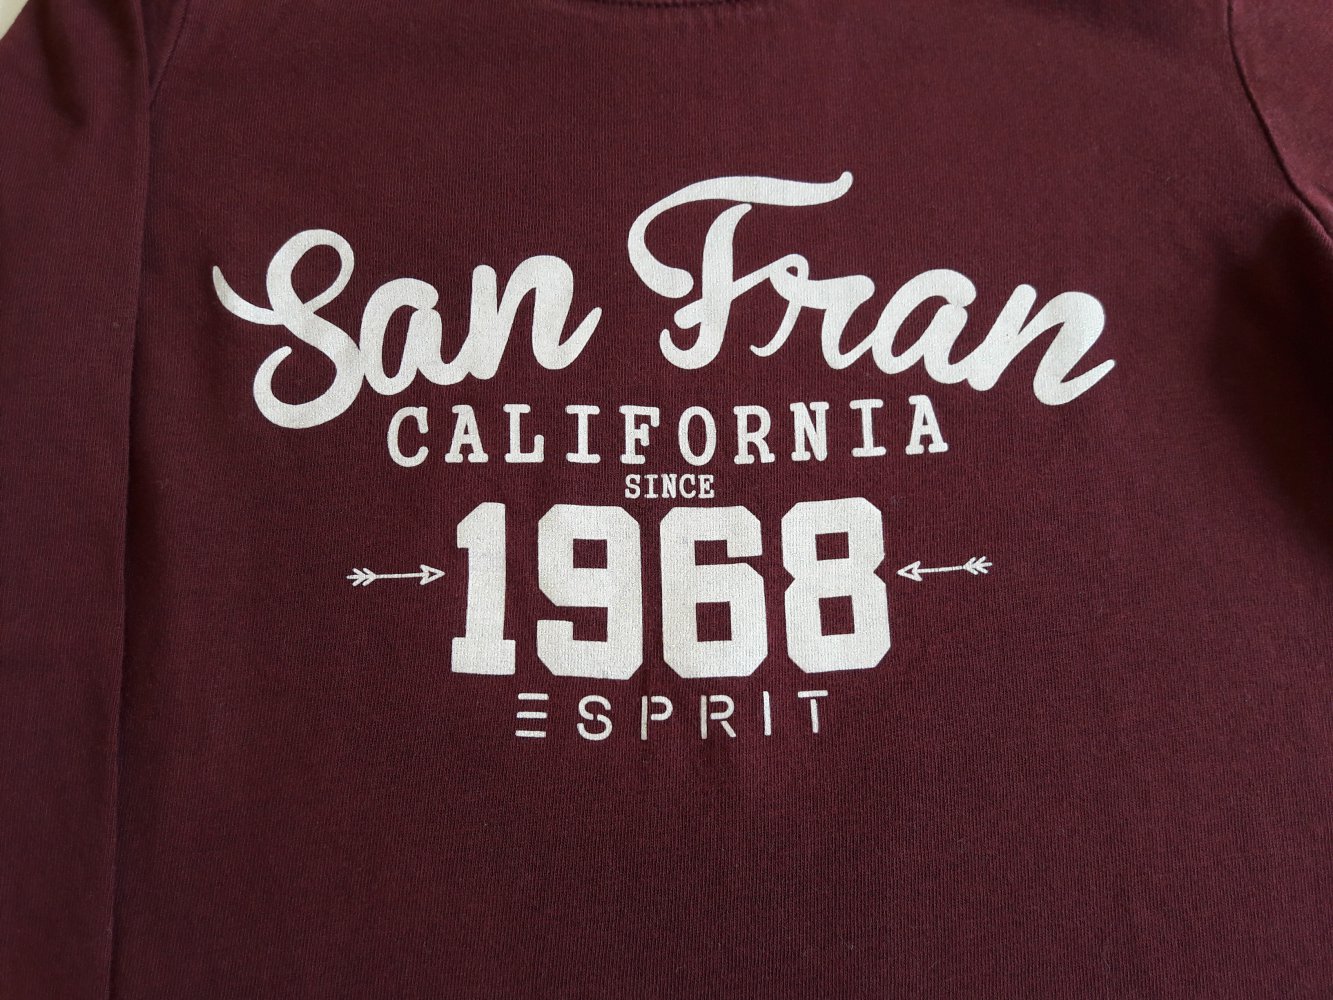 San Fran
CALIFORNIA
SINCE
1968
ESPRIT